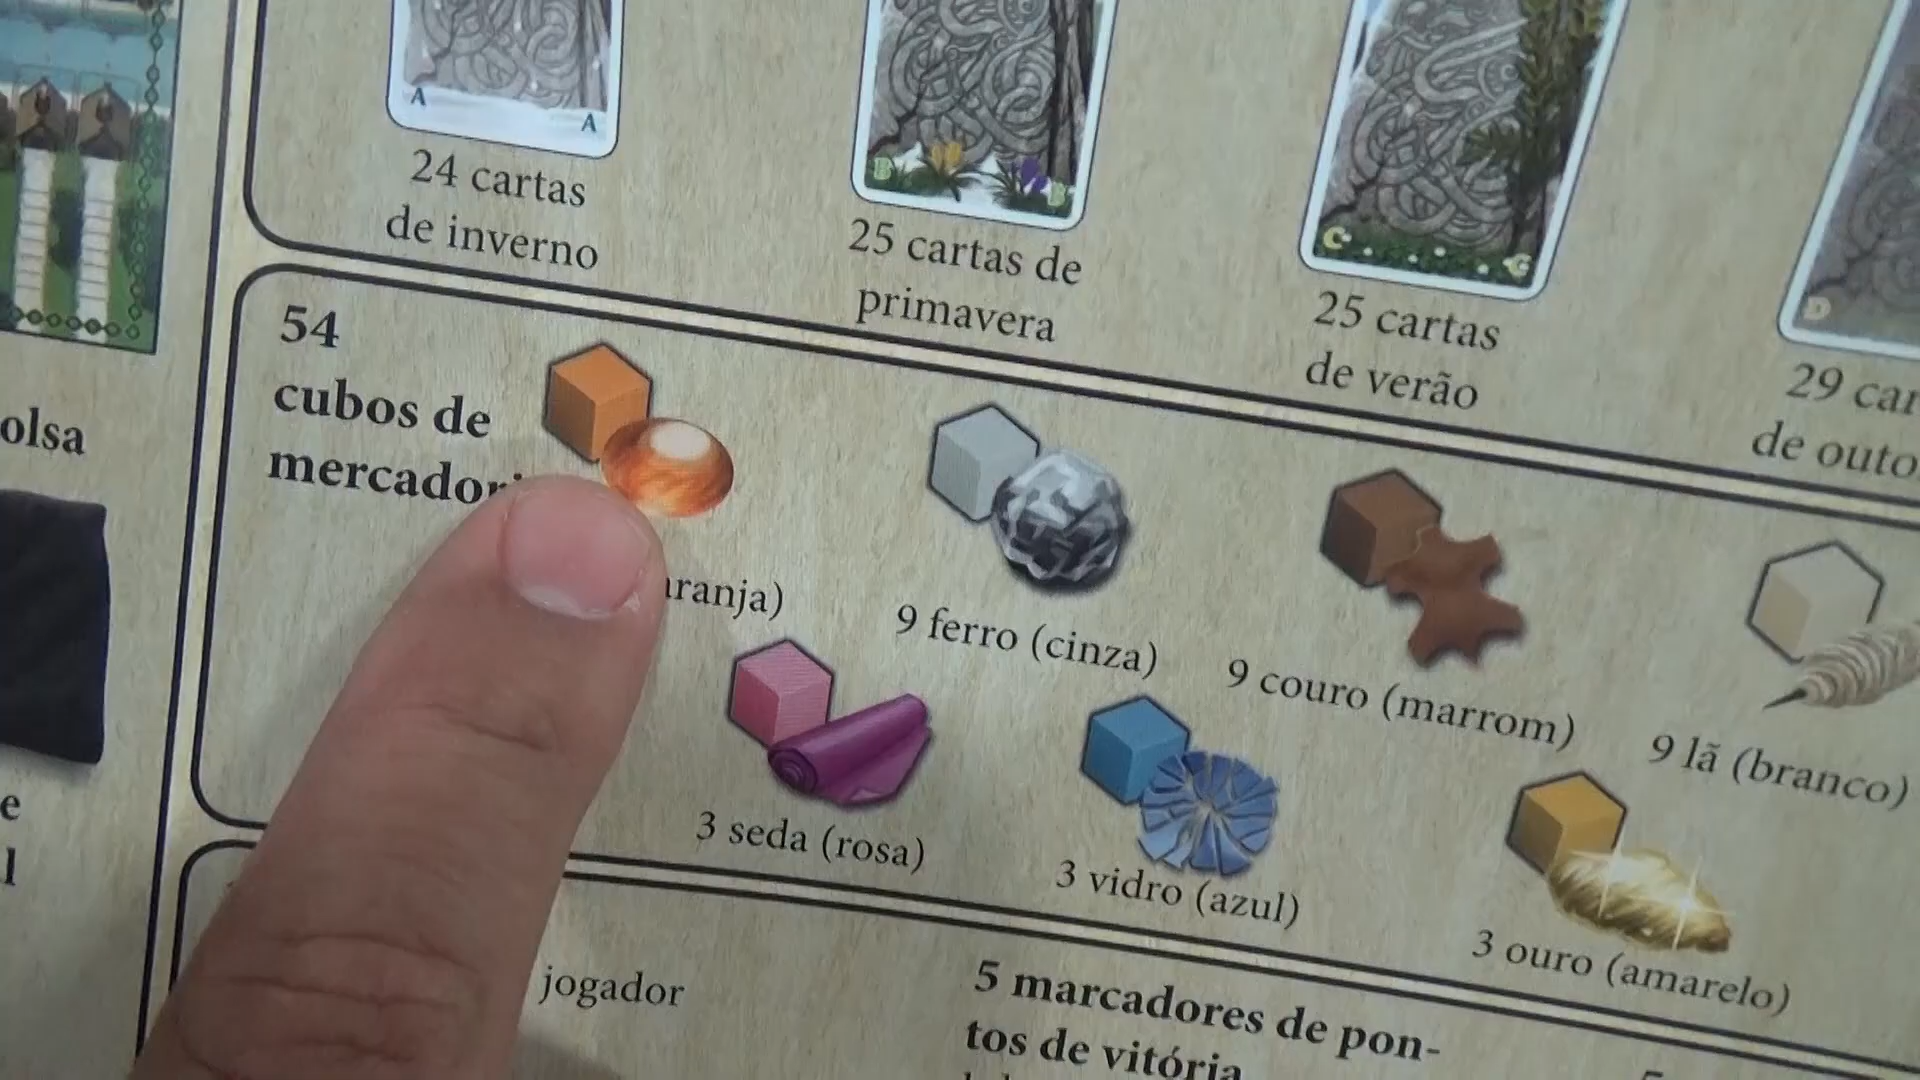 A
A
24 cartas
de inverno
B
B
25 cartas de
primavera
C
C
25 cartas
de verão
D
29
de
olsa
54
cubos de
9 ferro (cinza)
9 couro (marrom)
9 lã (branco)
3 seda (rosa)
3 vidro (azul)
3 ouro (amarelo)
e
l
jogador
5 marcadores de pon-
tos de vitória